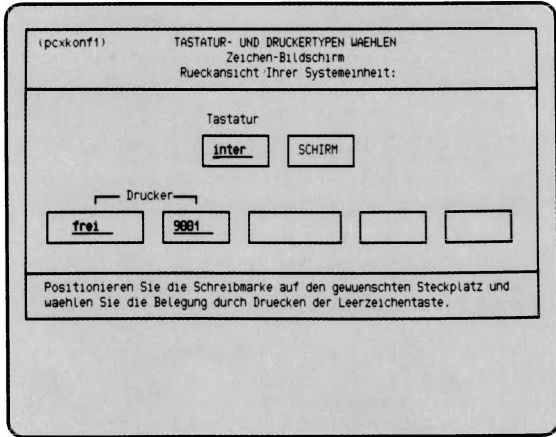 (pcxkonf1) TASTATUR- UND DRUCKERTYPEN WAEHLEN
Zeichen-Bildschirm
Rueckansicht Ihrer Systemeinheit:
Tastatur
inter SCHIRM
Drucker
frei 9001
Positionieren Sie die Schreibmarke auf den gewuenschten Steckplatz und
waehlen Sie die Belegung durch Druecken der Leerzeichentaste.